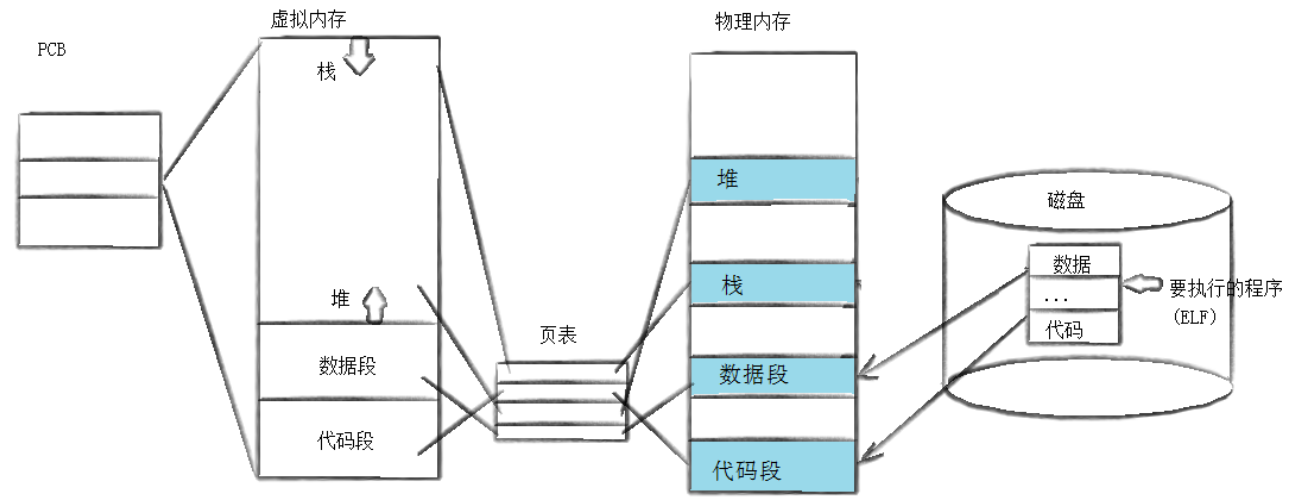 PCB
虚拟内存
栈
堆
数据段
代码段
页表
物理内存
堆
栈
数据段
代码段
磁盘
数据
...
代码
要执行的程序
(ELF)